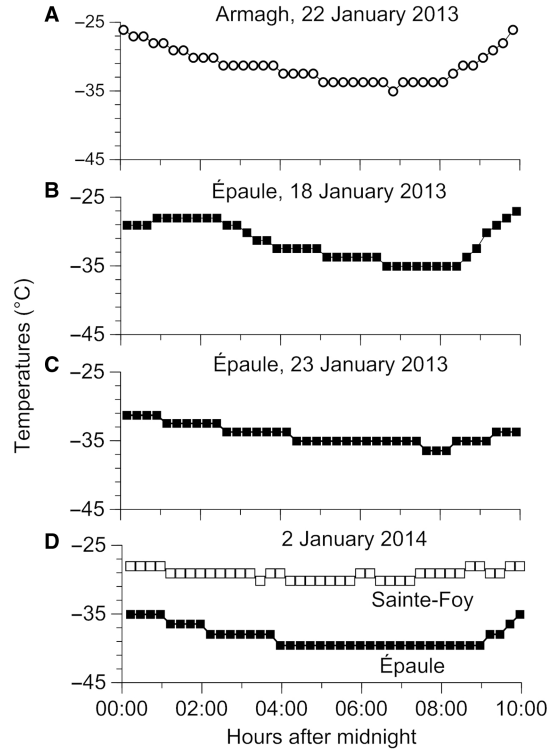 A
Armagh, 22 January 2013
−25
−35
−45
B
Épaule, 18 January 2013
−25
−35
−45
Temperatures (°C)
C
Épaule, 23 January 2013
−25
−35
−45
D
2 January 2014
−25
Sainte-Foy
−35
Épaule
−45
00:00 02:00 04:00 06:00 08:00 10:00
Hours after midnight